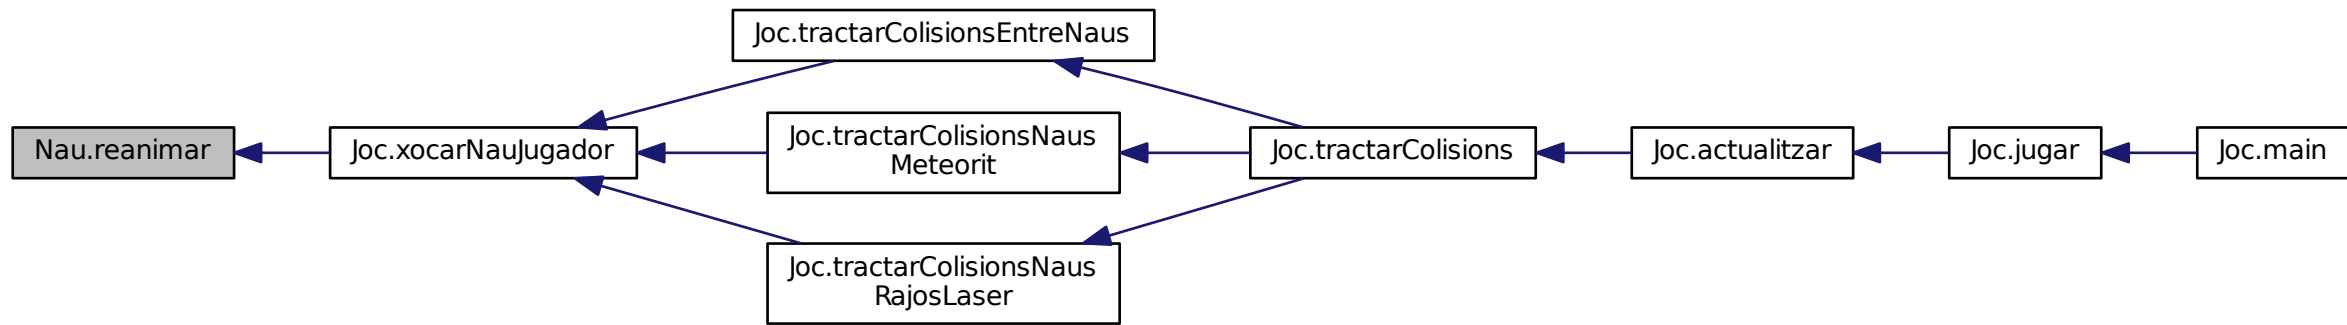 Nau.reanimar
Joc.xocarNauJugador
Joc.tractarColisionsEntreNaus
Joc.tractarColisionsNaus
Meteorit
Joc.tractarColisionsNaus
RajosLaser
Joc.tractarColisions
Joc.actualitzar
Joc.jugar
Joc.main